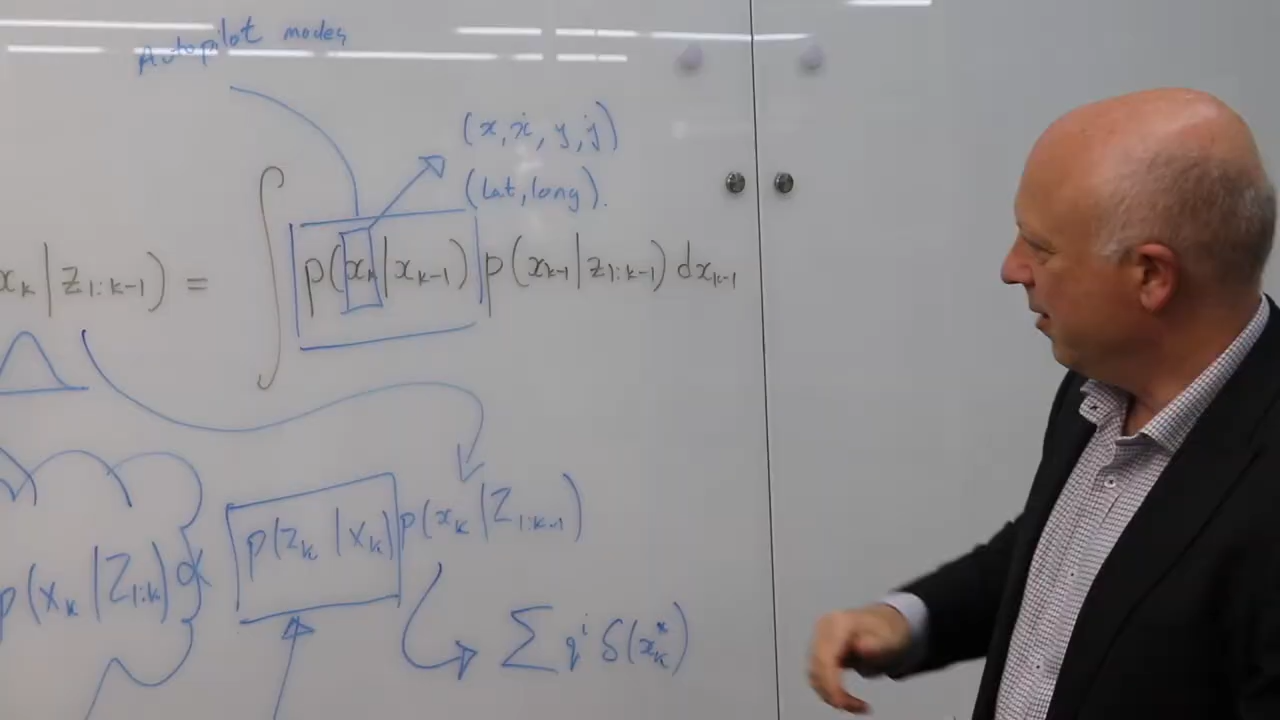 Autopilot modes
(x, ẋ, y, ẏ)
(lat, long).
x_k | z_{1:k-1}) = ∫ p(x_k | x_{k-1}) p(x_{k-1} | z_{1:k-1}) dx_{k-1}
p(x_k | Z_{1:k}) ∝ p(z_k | x_k) p(x_k | Z_{1:k-1})
∑ q^i δ(x_k^*)